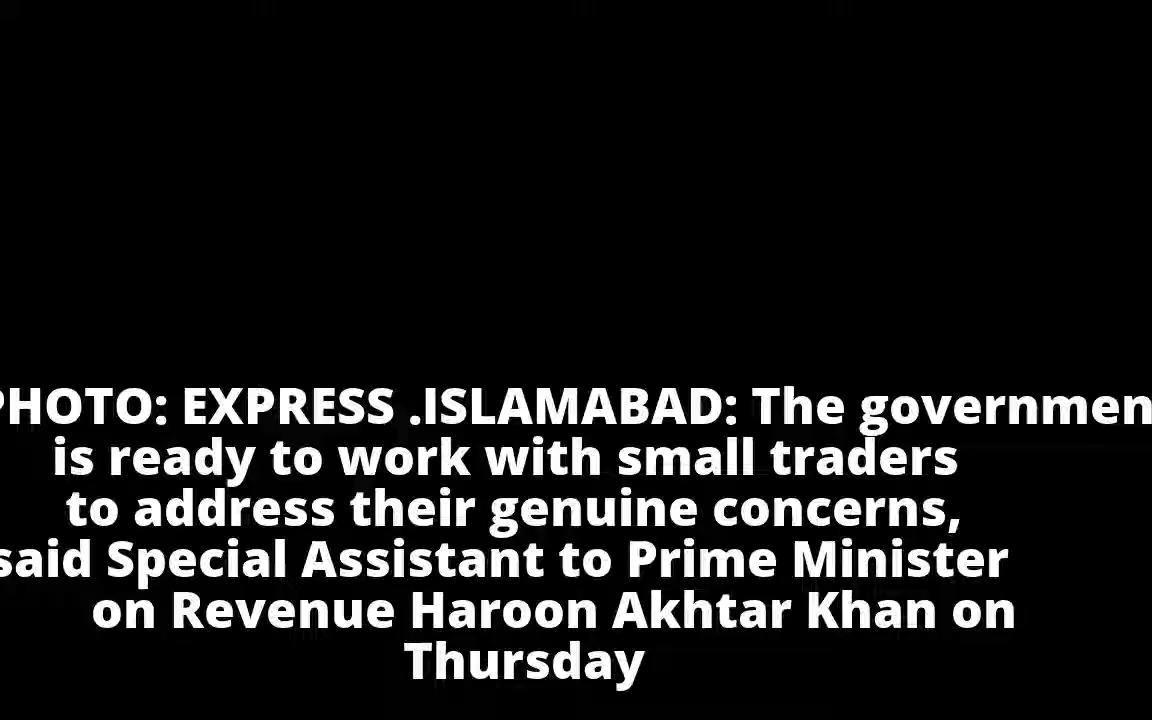 PHOTO: EXPRESS .ISLAMABAD: The governmen
is ready to work with small traders
to address their genuine concerns,
said Special Assistant to Prime Minister
on Revenue Haroon Akhtar Khan on
Thursday